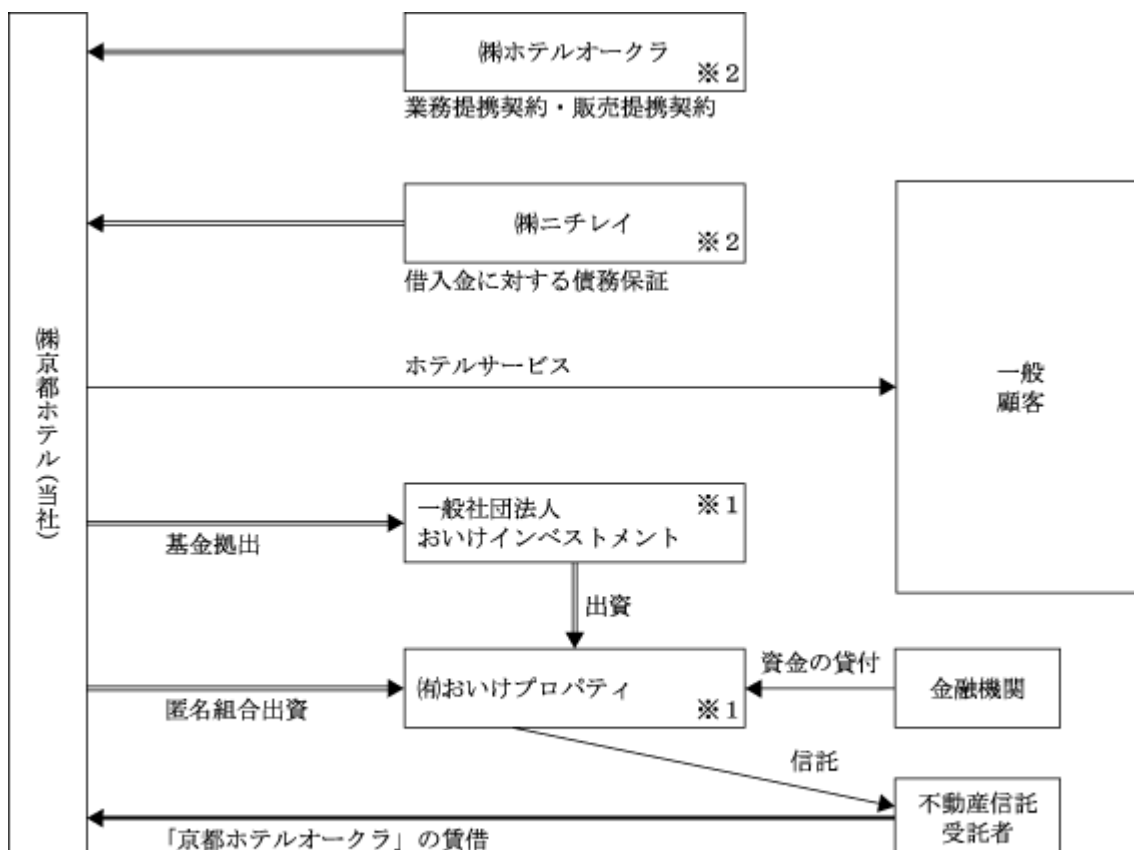 ㈱ホテルオークラ
※2
業務提携契約・販売提携契約
㈱ニチレイ
※2
借入金に対する債務保証
㈱京都ホテル(当社)
ホテルサービス
一般
顧客
一般社団法人
おいけインベストメント
※1
基金拠出
出資
㈲おいけプロパティ
※1
資金の貸付
金融機関
匿名組合出資
信託
不動産信託
受託者
「京都ホテルオークラ」の賃借